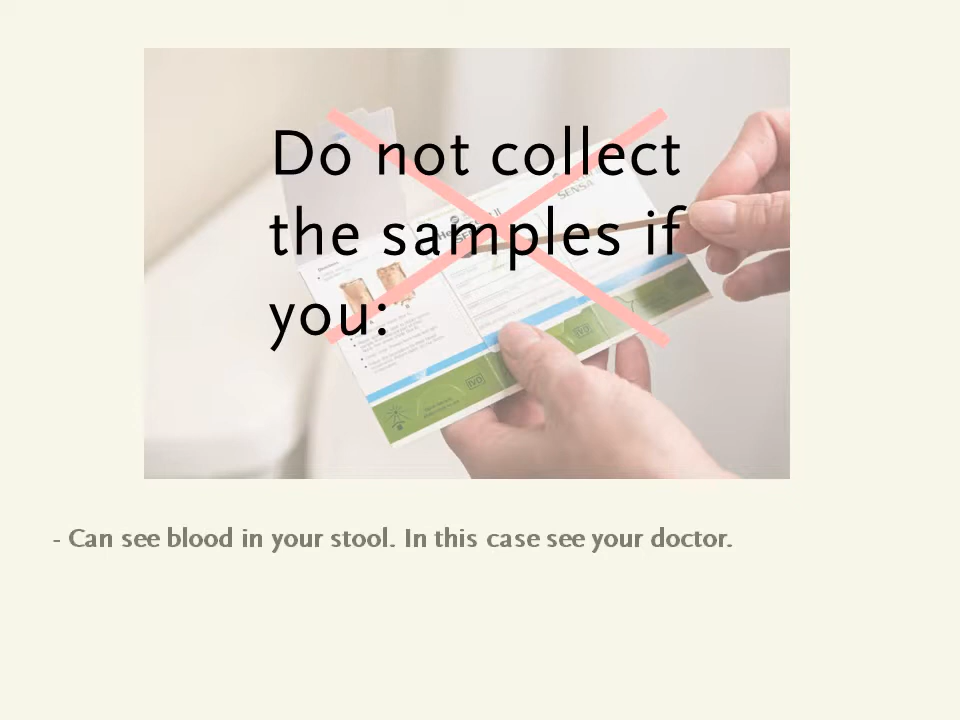 Do not collect
the samples if
you:
SENSA
- Can see blood in your stool. In this case see your doctor.